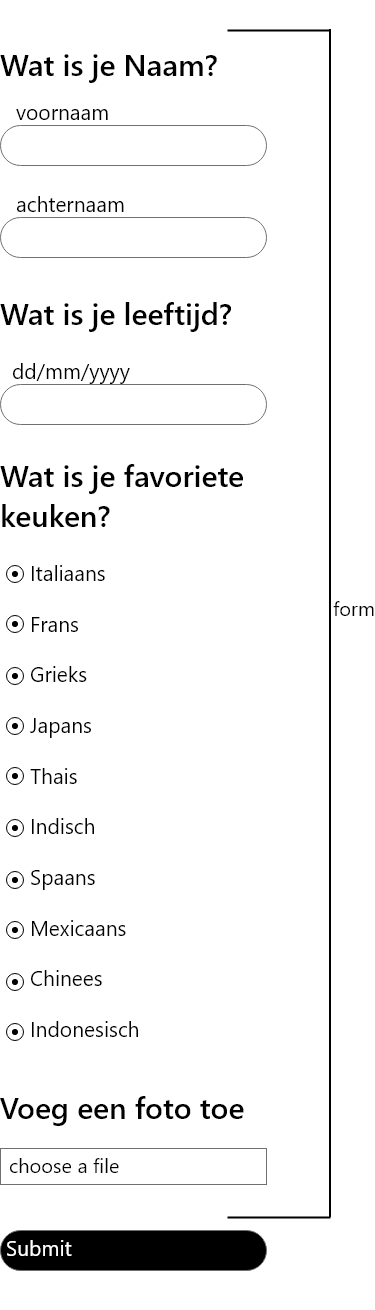 Wat is je Naam?
voornaam
achternaam
Wat is je leeftijd?
dd/mm/yyyy
Wat is je favoriete
keuken?
Italiaans
Frans
form
Grieks
Japans
Thais
Indisch
Spaans
Mexicaans
Chinees
Indonesisch
Voeg een foto toe
choose a file
Submit